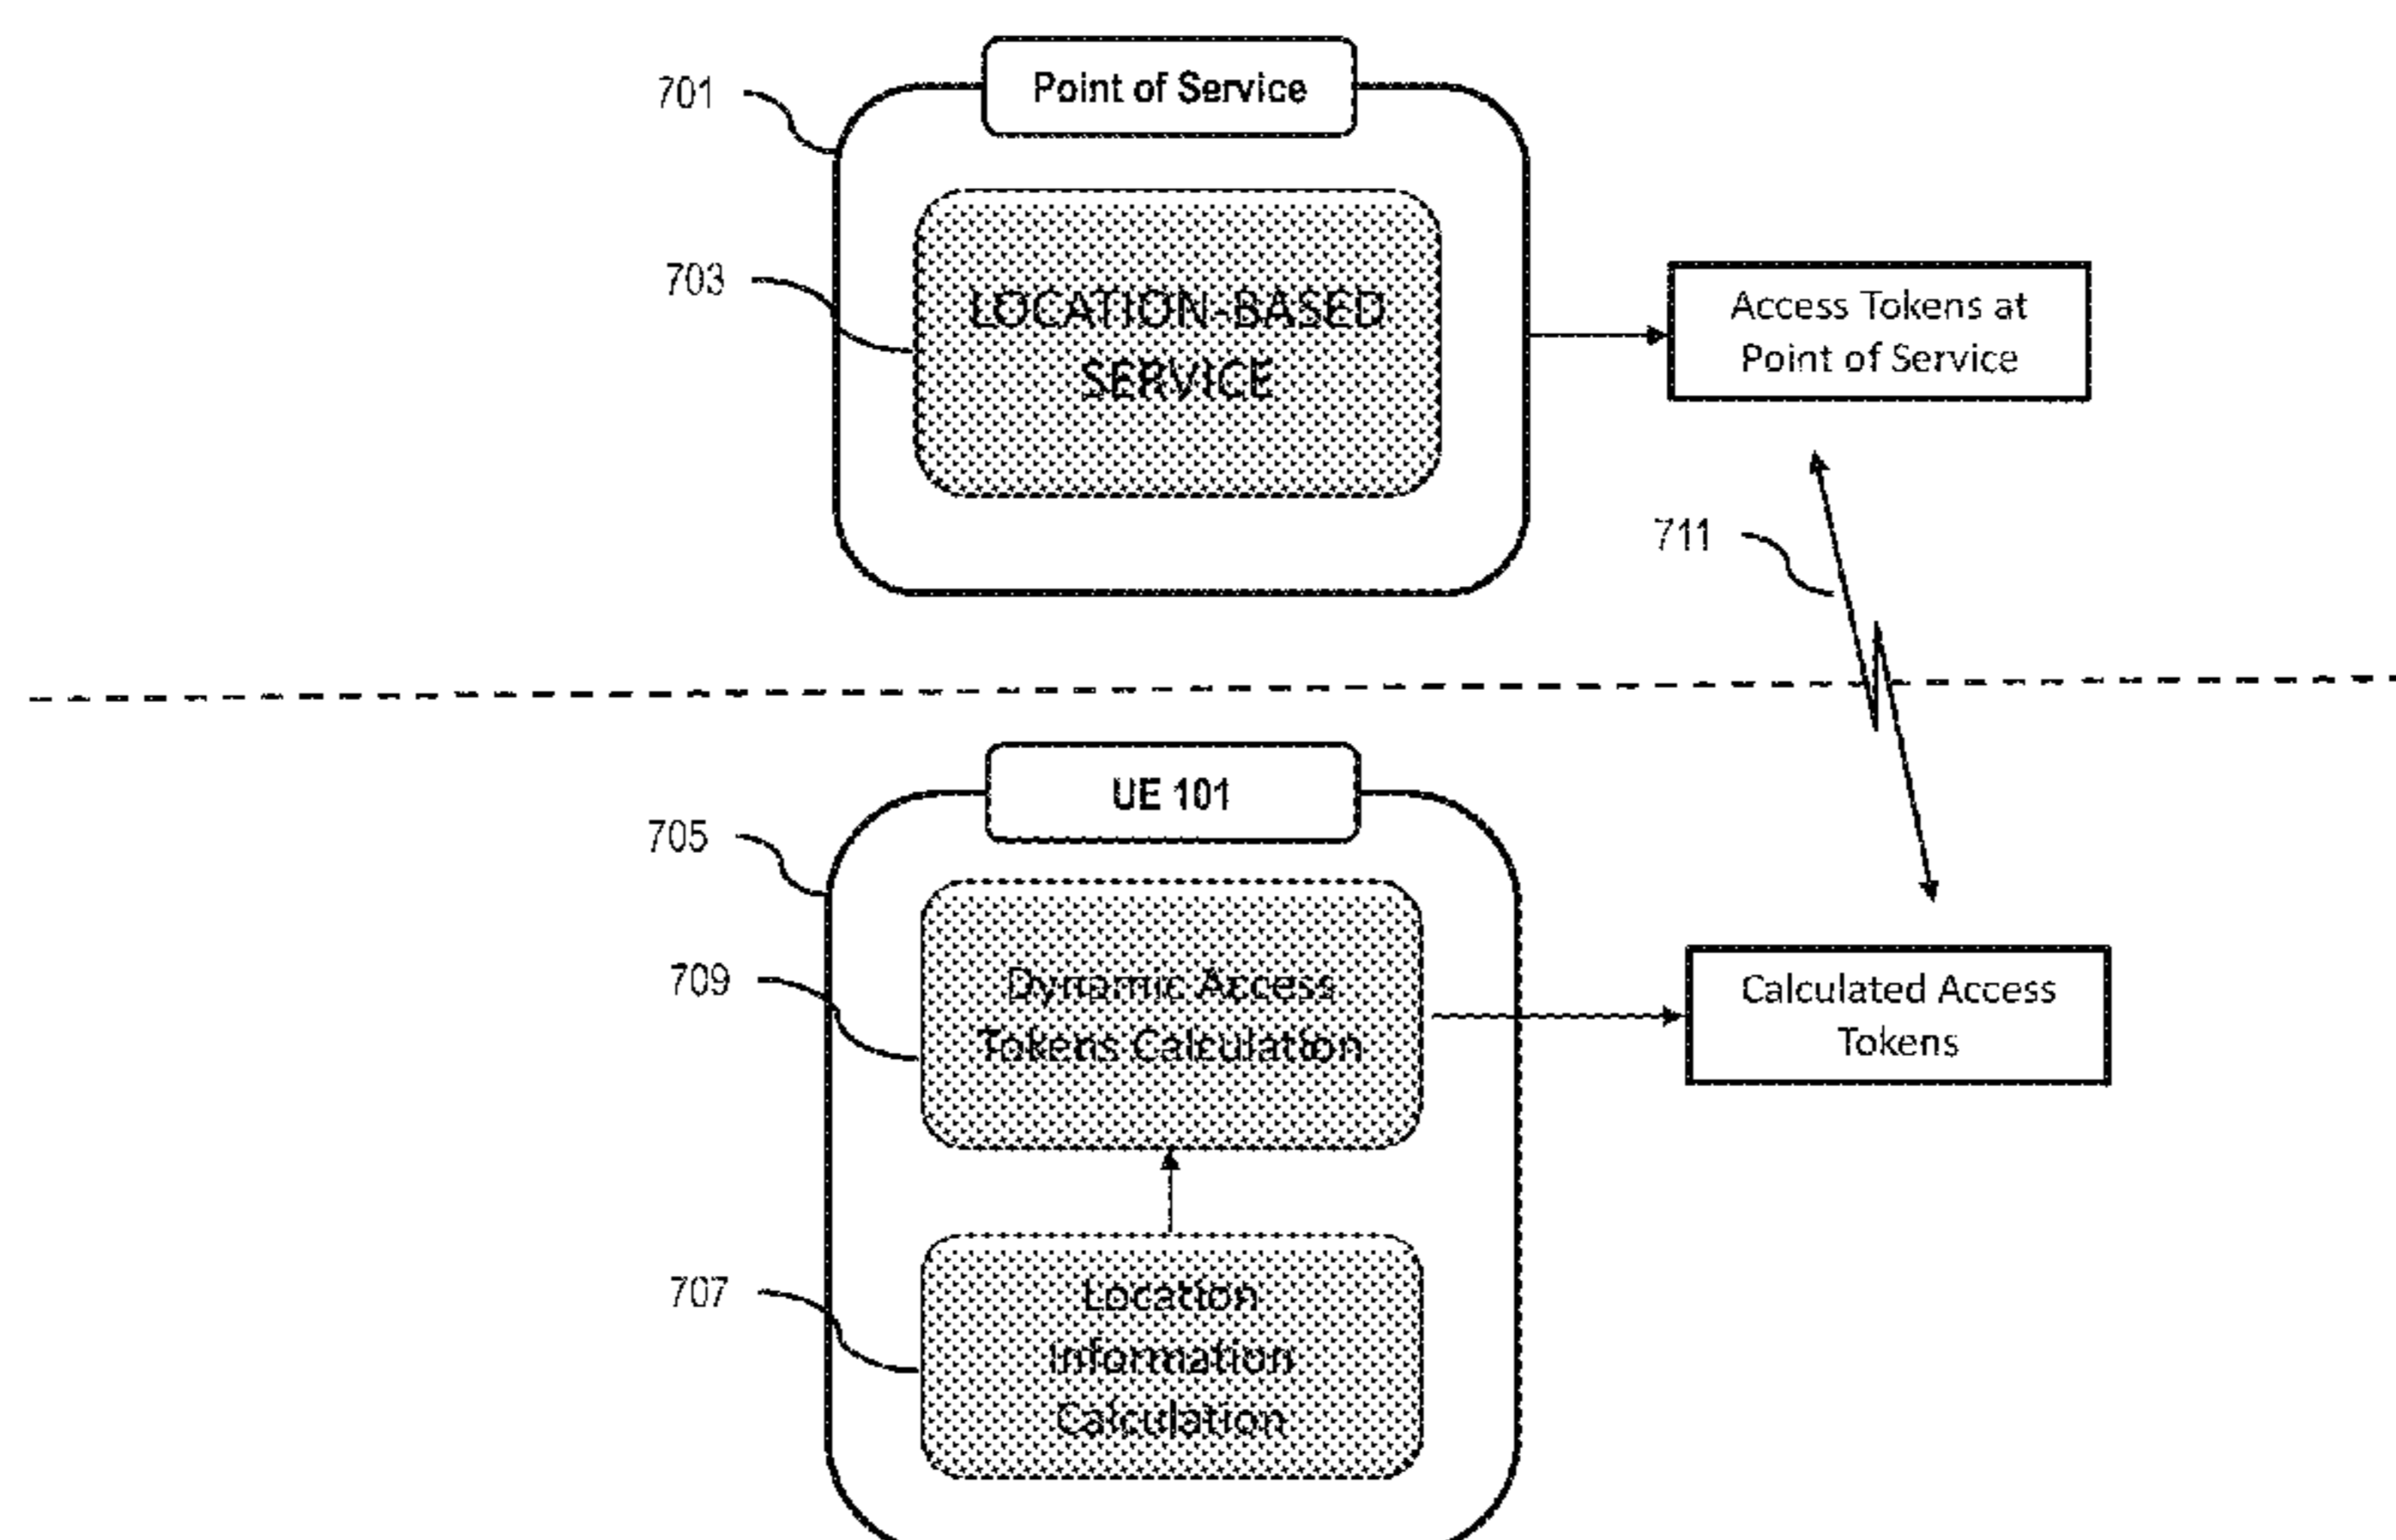 Point of Service
701
703
LOCATION-BASED
SERVICE
Access Tokens at
Point of Service
711
UE 101
705
709
Dynamic Access
Tokens Calculation
Calculated Access
Tokens
707
Location
Information
Calculation